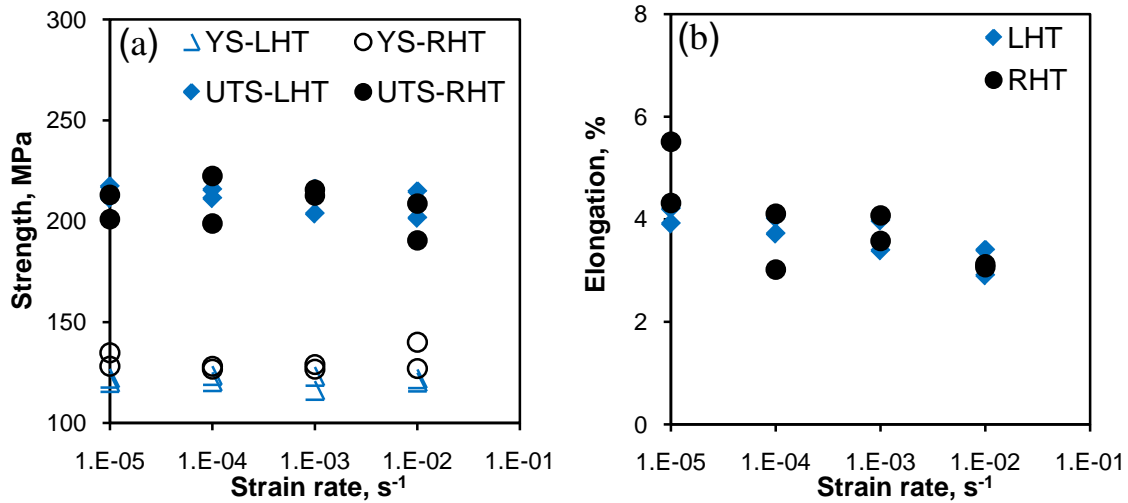 (a)
YS-LHT
YS-RHT
UTS-LHT
UTS-RHT
Strength, MPa
300
250
200
150
100
1.E-05 1.E-04 1.E-03 1.E-02 1.E-01
Strain rate, s⁻¹
(b)
LHT
RHT
Elongation, %
8
6
4
2
0
1.E-05 1.E-04 1.E-03 1.E-02 1.E-01
Strain rate, s⁻¹